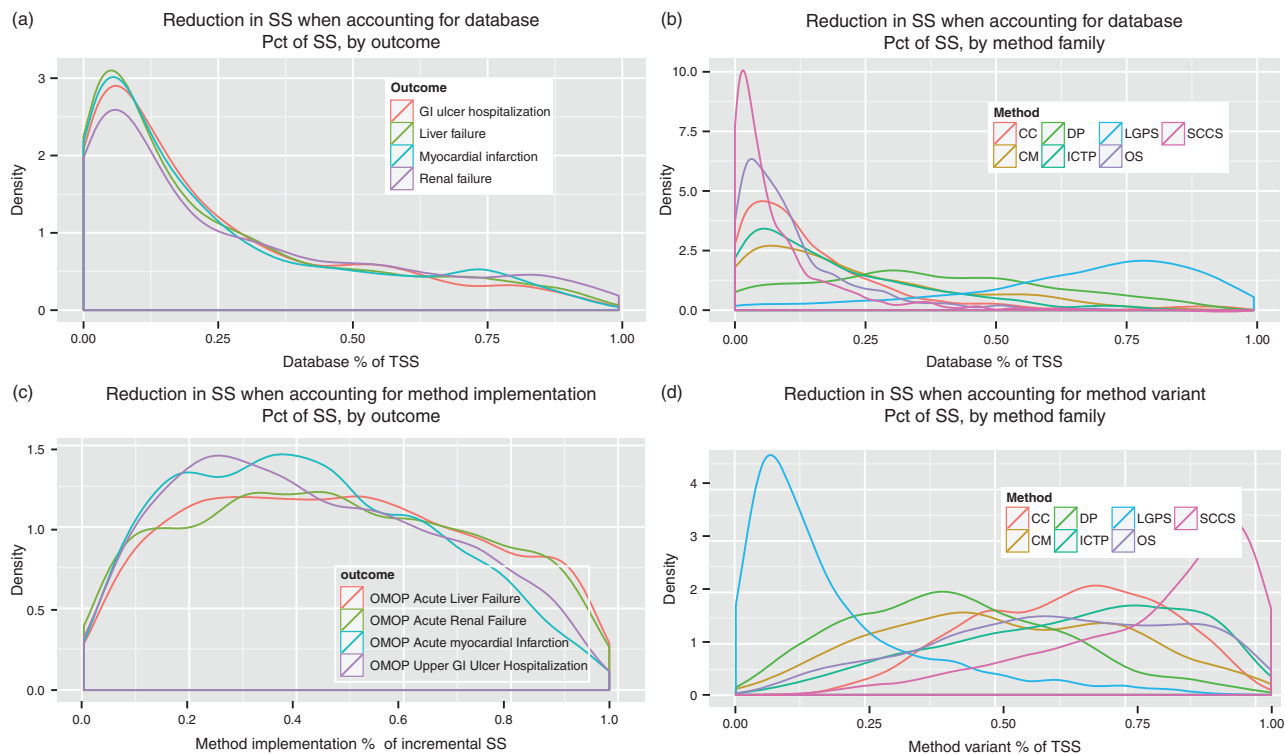 (a)
Reduction in SS when accounting for database
Pct of SS, by outcome
Density
3
2
1
0
Outcome
GI ulcer hospitalization
Liver failure
Myocardial infarction
Renal failure
0.00 0.25 0.50 0.75 1.00
Database % of TSS
(b)
Reduction in SS when accounting for database
Pct of SS, by method family
Density
10.0
7.5
5.0
2.5
0.0
Method
CC DP LGPS SCCS
CM ICTP OS
0.00 0.25 0.50 0.75 1.00
Database % of TSS
(c)
Reduction in SS when accounting for method implementation
Pct of SS, by outcome
Density
1.5
1.0
0.5
0.0
outcome
OMOP Acute Liver Failure
OMOP Acute Renal Failure
OMOP Acute myocardial Infarction
OMOP Upper GI Ulcer Hospitalization
0.0 0.2 0.4 0.6 0.8 1.0
Method implementation % of incremental SS
(d)
Reduction in SS when accounting for method variant
Pct of SS, by method family
Density
4
3
2
1
0
Method
CC DP LGPS SCCS
CM ICTP OS
0.00 0.25 0.50 0.75 1.00
Method variant % of TSS